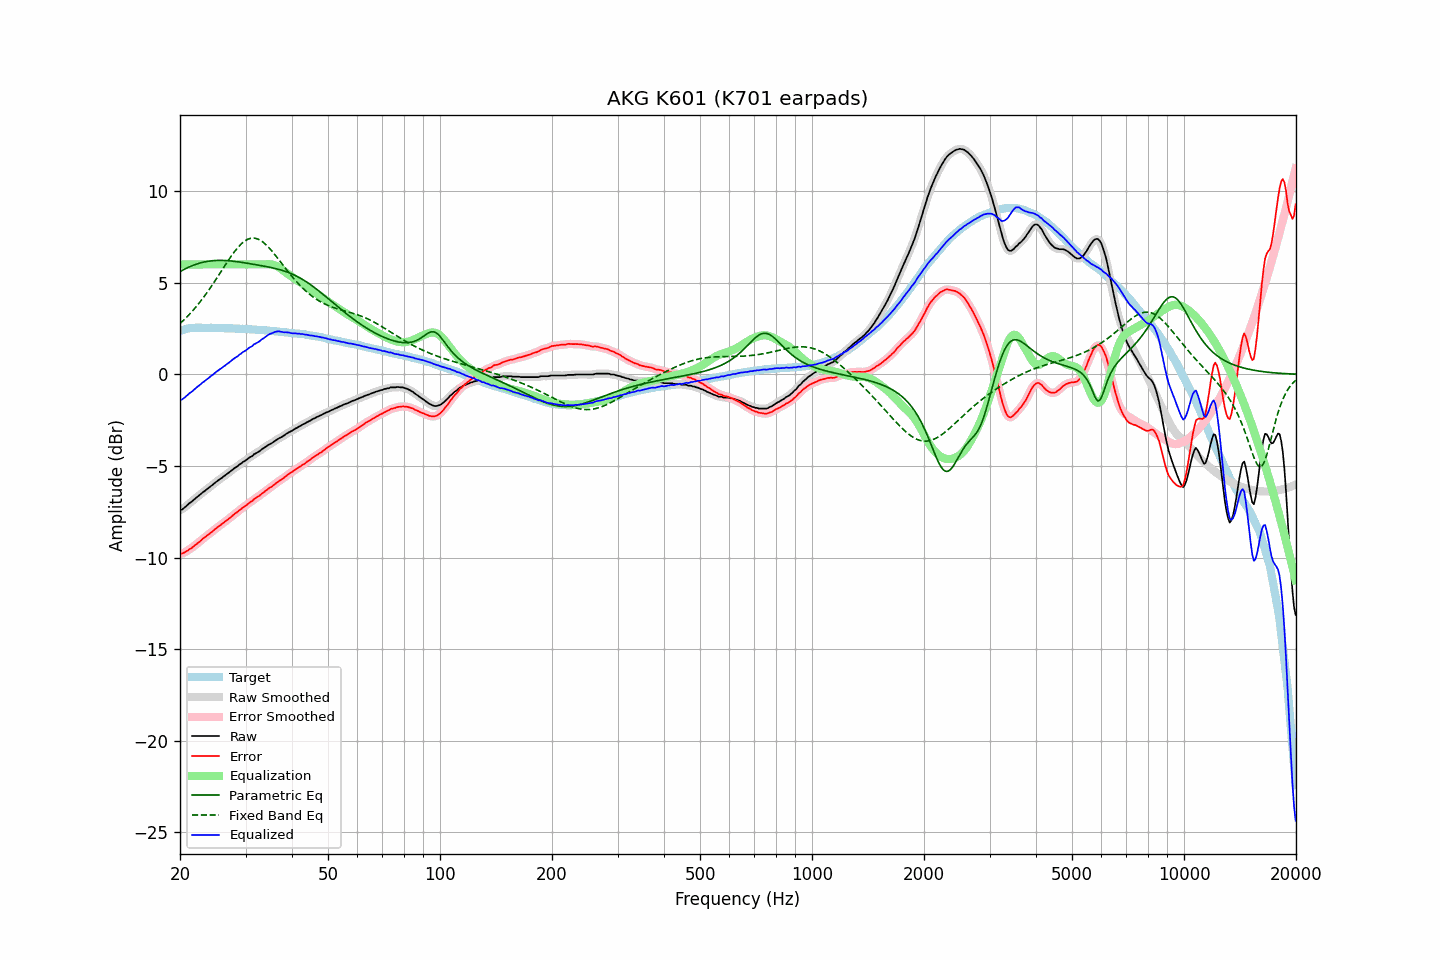 AKG K601 (K701 earpads)
Amplitude (dBr)
10
5
0
−5
−10
−15
−20
−25
Target
Raw Smoothed
Error Smoothed
Raw
Error
Equalization
Parametric Eq
Fixed Band Eq
Equalized
20 50 100 200 500 1000 2000 5000 10000 20000
Frequency (Hz)